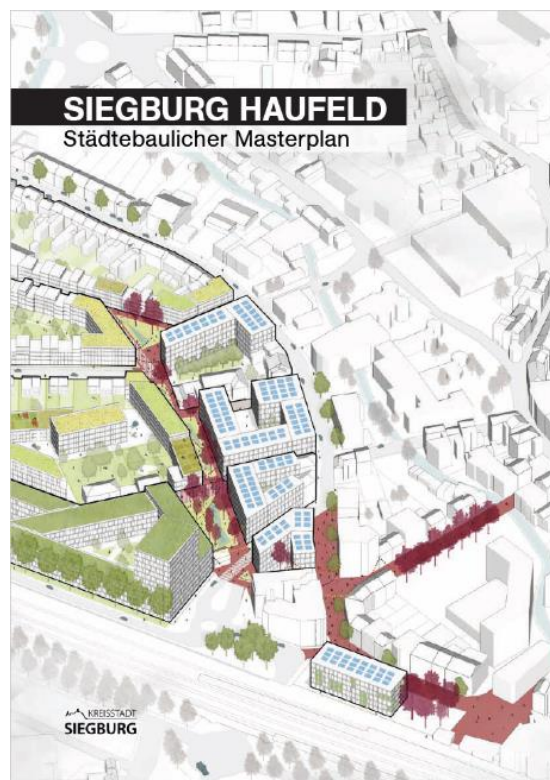 SIEGBURG HAUFELD
Städtebaulicher Masterplan
KREISSTADT
SIEGBURG